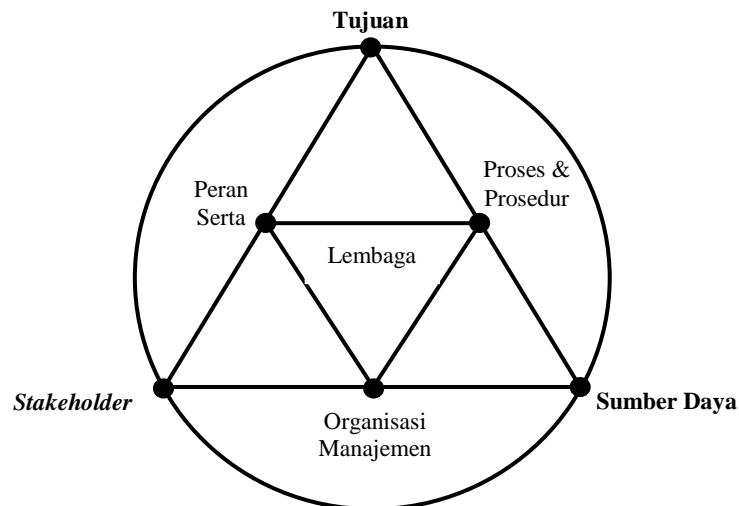 Tujuan
Proses &
Prosedur
Peran
Serta
Lembaga
Stakeholder
Sumber Daya
Organisasi
Manajemen